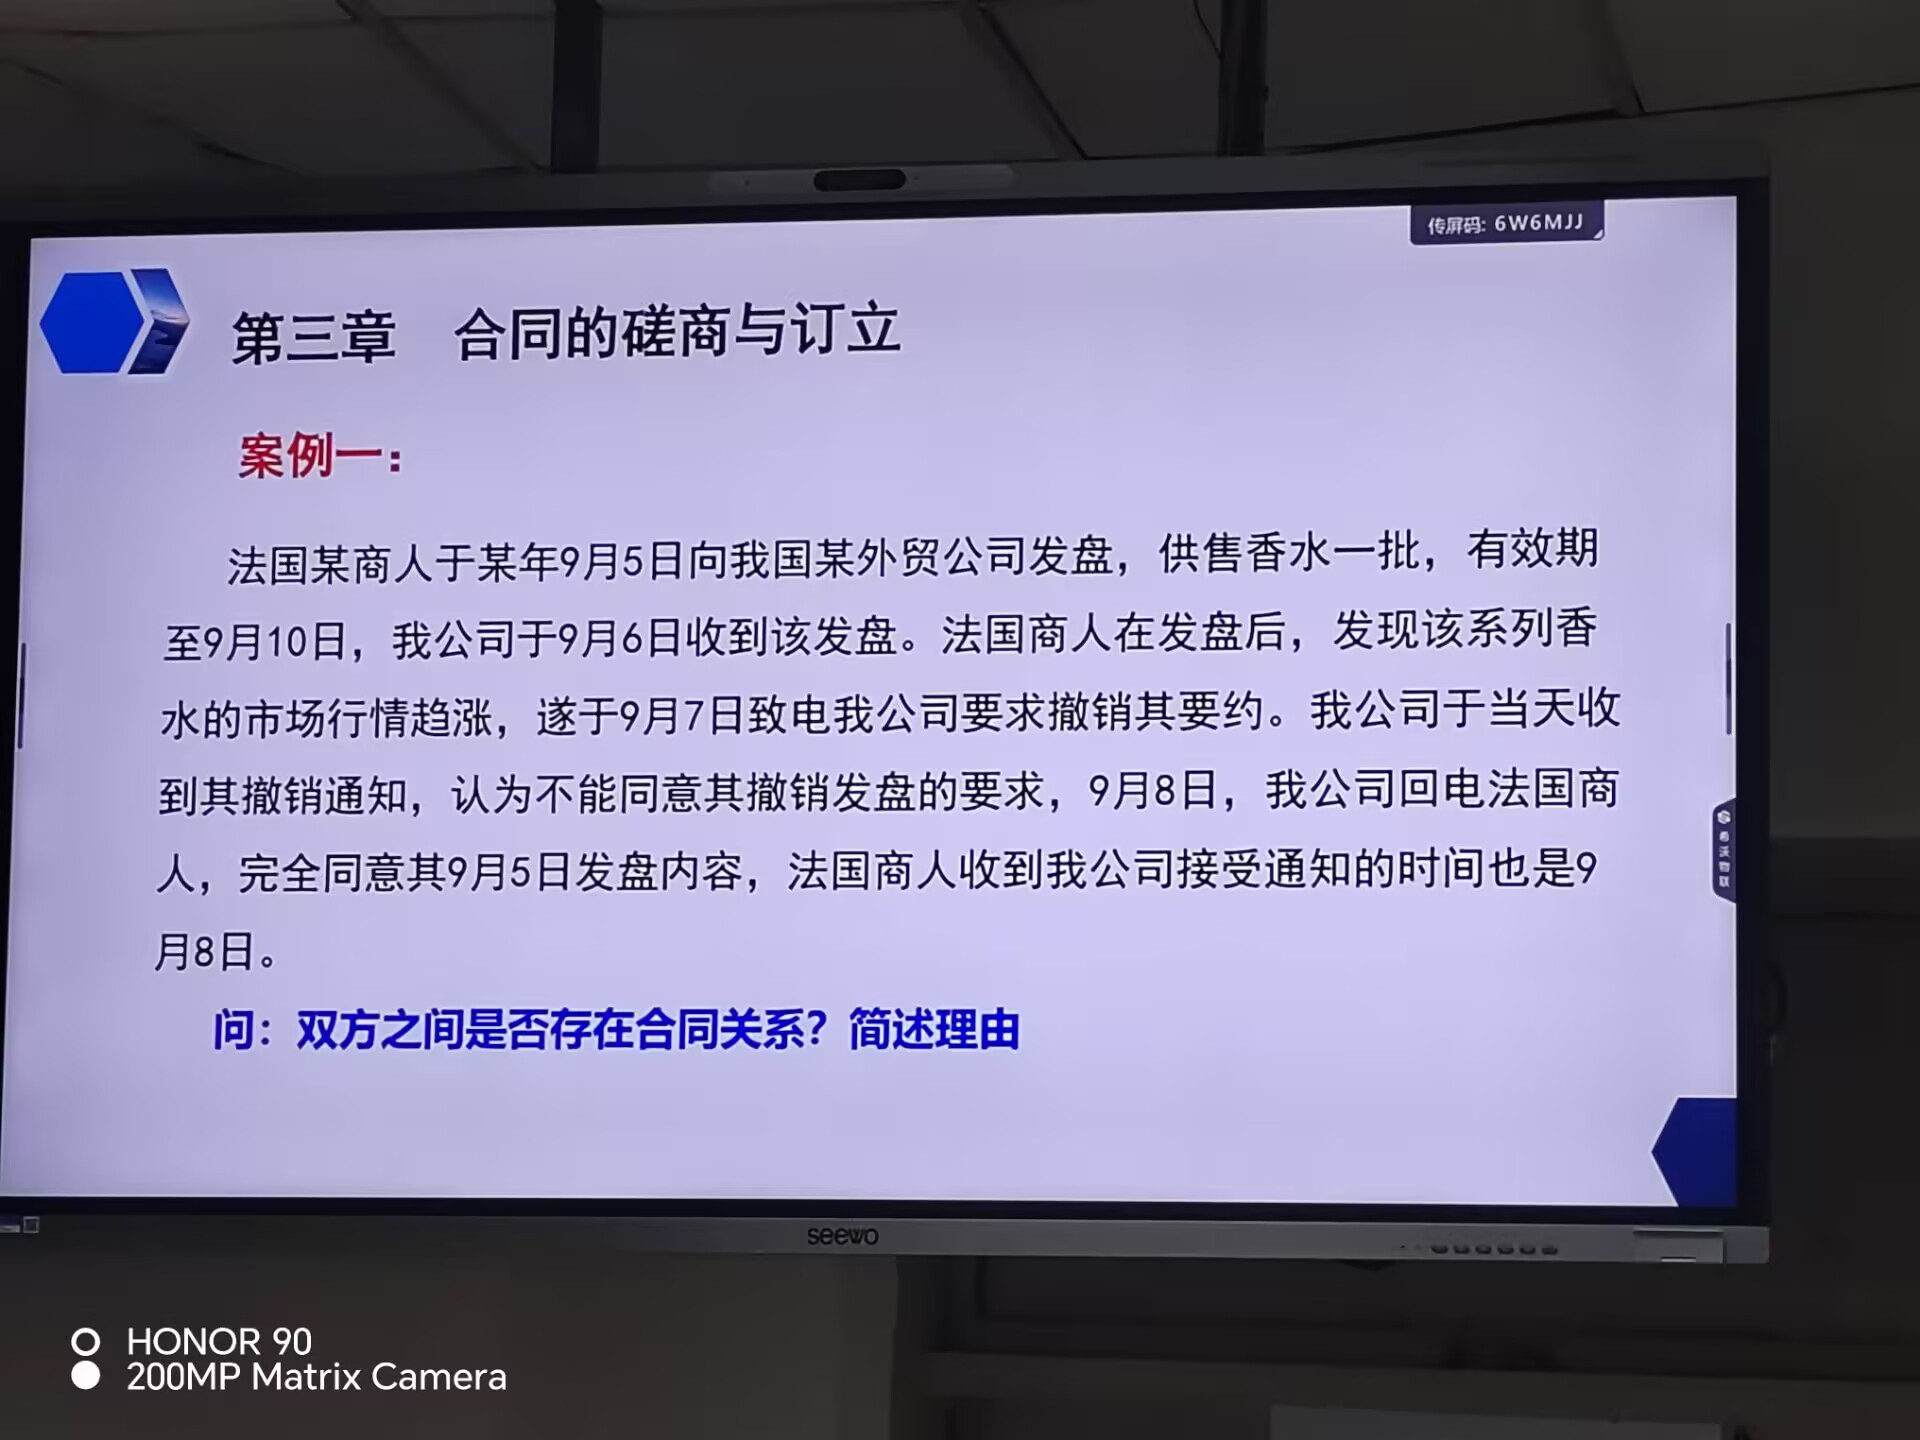 传屏码: 6W6MJJ
第三章 合同的磋商与订立
案例一：
法国某商人于某年9月5日向我国某外贸公司发盘，供售香水一批，有效期
至9月10日，我公司于9月6日收到该发盘。法国商人在发盘后，发现该系列香
水的市场行情趋涨，遂于9月7日致电我公司要求撤销其要约。我公司于当天收
到其撤销通知，认为不能同意其撤销发盘的要求，9月8日，我公司回电法国商
人，完全同意其9月5日发盘内容，法国商人收到我公司接受通知的时间也是9
月8日。
问：双方之间是否存在合同关系？简述理由
希沃物联
seewo
HONOR 90
200MP Matrix Camera